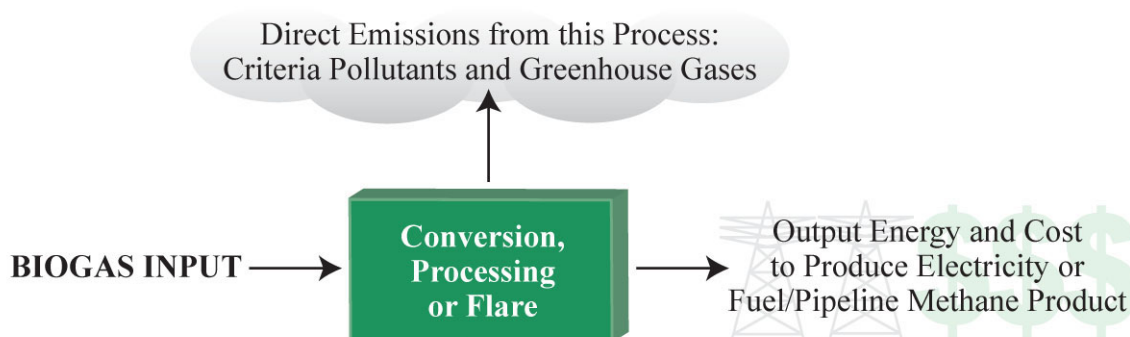 Direct Emissions from this Process:
Criteria Pollutants and Greenhouse Gases
BIOGAS INPUT
Conversion,
Processing
or Flare
Output Energy and Cost
to Produce Electricity or
Fuel/Pipeline Methane Product
$$$